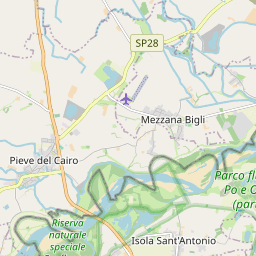 SP28
Mezzana Bigli
Pieve del Cairo
Parco fl
Po e O
(par
Riserva
naturale
speciale
Isola Sant'Antonio